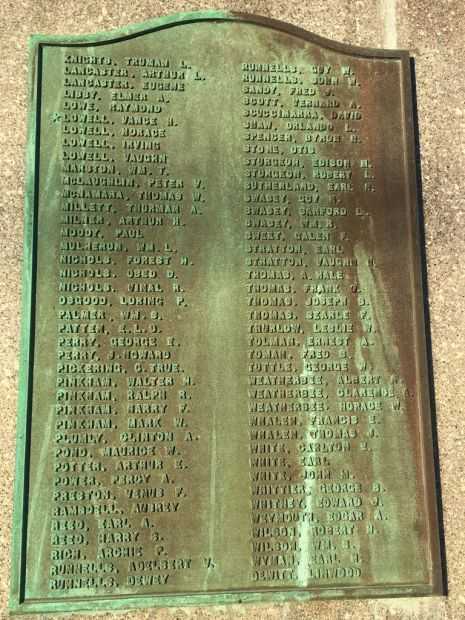 KNIGHTS, TRUMAN L.
LANCASTER, ARTHUR L.
LANCASTER, EUGENE
LIBBY, ELMER A.
LOWE, RAYMOND
★LOWELL, VANCE H.
LOWELL, HORACE
LOWELL, IRVING
LOWELL, VAUGHN
MARSTON, WM. T.
MCLAUGHLIN, PETER V.
MCNAMARA, THOMAS W.
MILLETT, THURMAN A.
MILNER, ARTHUR H.
MOODY, PAUL
MULHERON, WM. L.
NICHOLS, FOREST H.
NICHOLS, OBED D.
NICHOLS, VINAL R.
OSGOOD, LORING P.
PALMER, WM. S.
PATTEN, E. L. G.
PERRY, GEORGE E.
PERRY, J. HOWARD
PICKERING, C. TRUE.
PINKHAM, WALTER H.
PINKHAM, RALPH R.
PINKHAM, HARRY F.
PINKHAM, MARK W.
PLUMLY, CLINTON A.
POND, MAURICE W.
POTTER, ARTHUR E.
POWER, PERCY A.
PRESTON, VENUS F.
RAMSDELL, AUBREY
REED, EARL A.
REED, HARRY S.
RICH, ARCHIE P.
RUNNELLS, ADELBERT V.
RUNNELLS, DEWEY
RUNNELLS, GUY W.
RUNNELLS, JOHN W.
SANDY, FRED J.
SCOTT, VERNARD A.
SCUCCIMARRA, DAVID
SHAW, ORLANDO L.
SPENCER, BYRON H.
STONE, OTIS
STURGEON, EDISON H.
STURGEON, ROBERT L.
SUTHERLAND, EARL
SWASEY, GUY H.
SWASEY, SANFORD L.
SWASEY,
SWEET, GALEN F.
STRATTON, EARL
STRATTON, VAUGHN
THOMAS, A. HALE
THOMAS, FRANK
THOMAS, JOSEPH S.
THOMAS, SEARLE F.
THURLOW, LESLIE W.
TOLMAN, ERNEST A.
TOMAN, FRED S.
TUTTLE, GEORGE W.
WEATHERBEE, ALBERT
WEATHERBEE, CLARENCE
WEATHERBEE, HORACE W.
WHALEN, FRANCIS E.
WHALEN, THOMAS J.
WHITE, CARLTON E.
WHITE, EARL
WHITE, JOHN M.
WHITTIER, GEORGE S.
WHITNEY, EDWARD J.
WEYMOUTH, EDGAR A.
WILSON, ROBERT H.
WILSON, WM. E.
WYMAN, EARL
DEWITT, LINWOOD